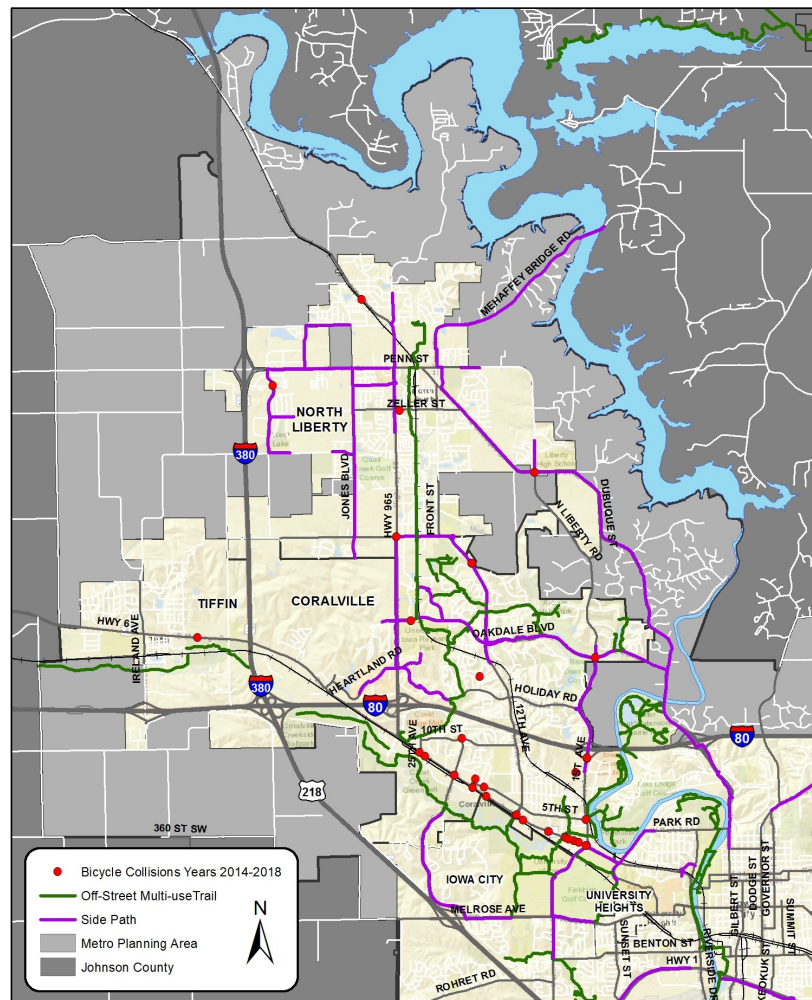 MEHAFFEY BRIDGE RD
PENN ST
ZELLER ST
NORTH
LIBERTY
380
JONES BLVD
HWY 965
FRONT ST
Liberty
High School
N LIBERTY RD
DUBUQUE ST
TIFFIN
CORALVILLE
HWY 6
IRELAND AVE
OAKDALE BLVD
HEARTLAND RD
HOLIDAY RD
380
80
12TH AVE
10TH ST
25TH AVE
1ST AVE
80
218
5TH ST
PARK RD
360 ST SW
IOWA CITY
UNIVERSITY
HEIGHTS
MELROSE AVE
SUNSET ST
BENTON ST
HWY 1
ROHRET RD
RIVERSIDE D
GILBERT ST
DODGE ST
GOVERNOR ST
SUMMIT ST
KEOKUK ST
Bicycle Collisions Years 2014-2018
Off-Street Multi-useTrail
Side Path
Metro Planning Area
Johnson County
N